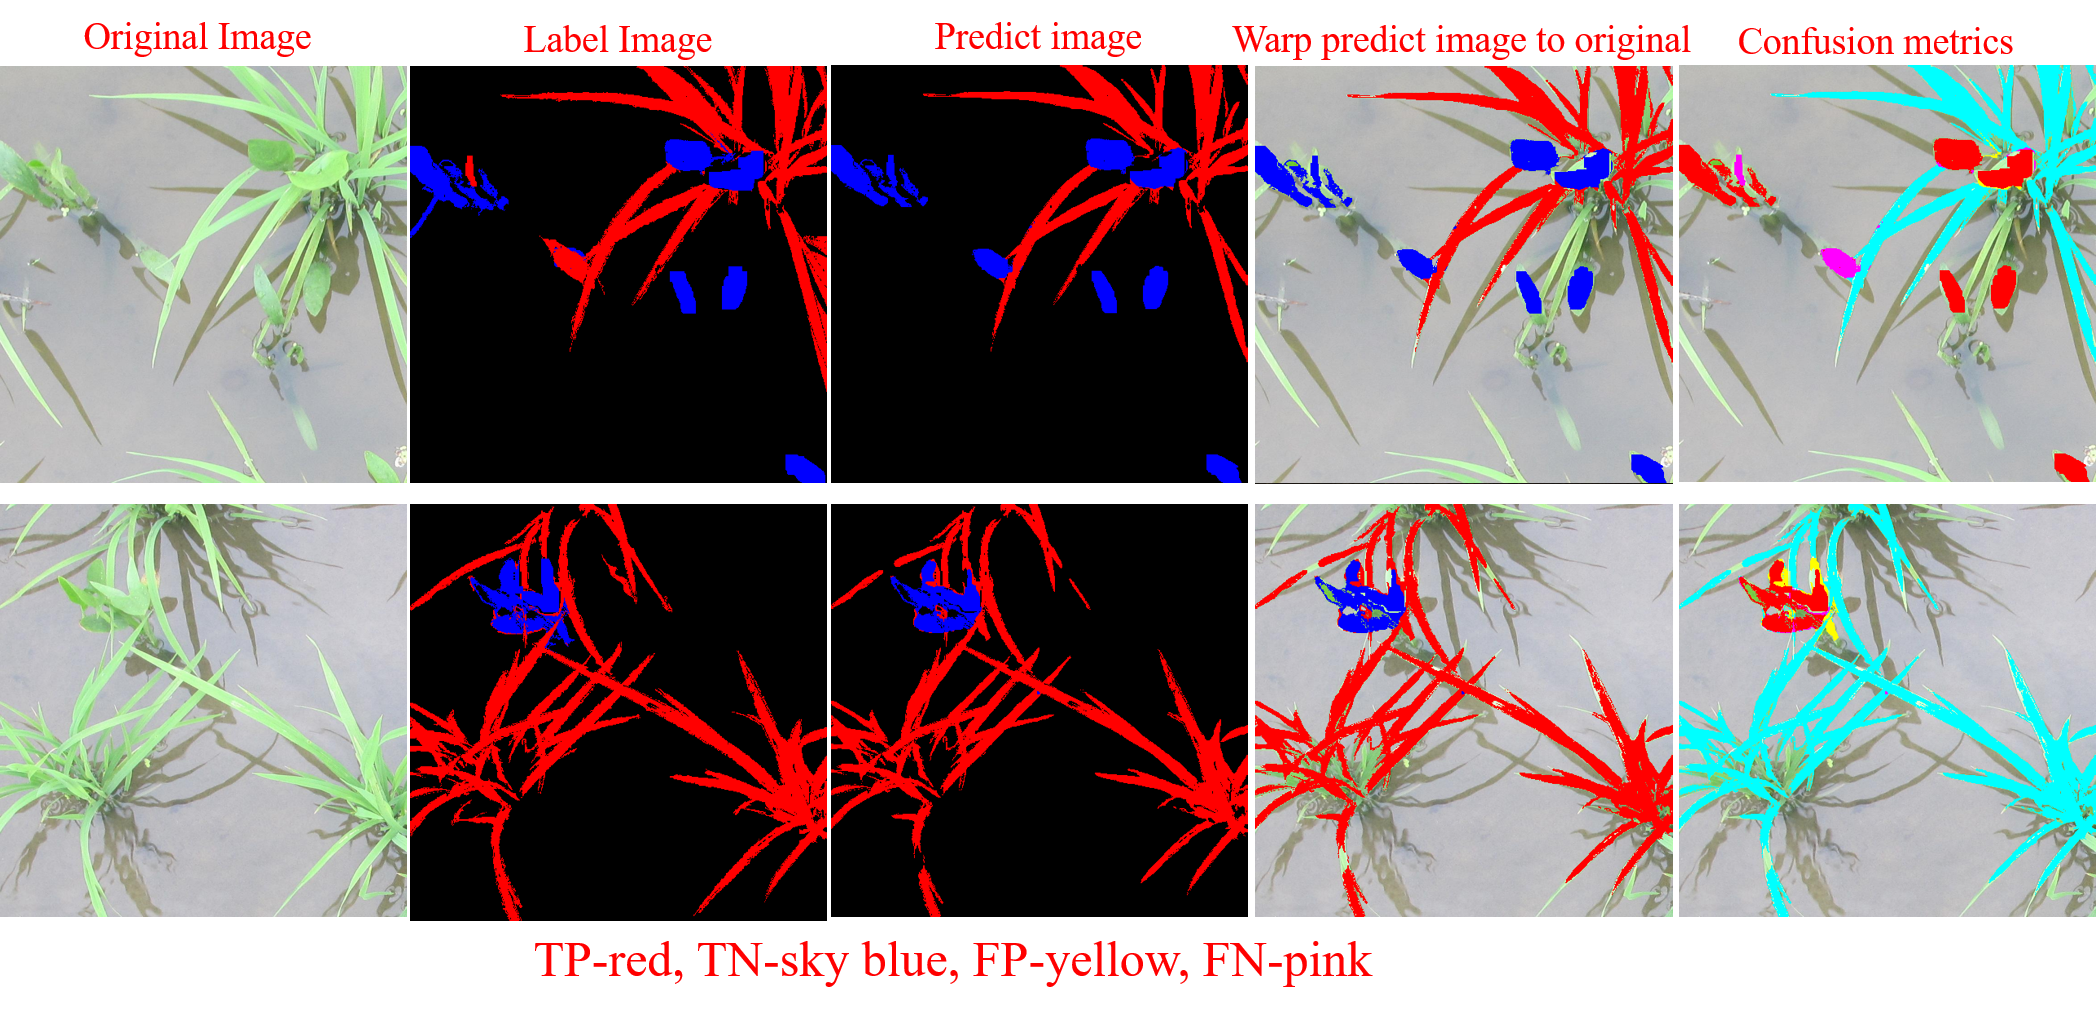 Original Image
Label Image
Predict image
Warp predict image to original
Confusion metrics
TP-red, TN-sky blue, FP-yellow, FN-pink